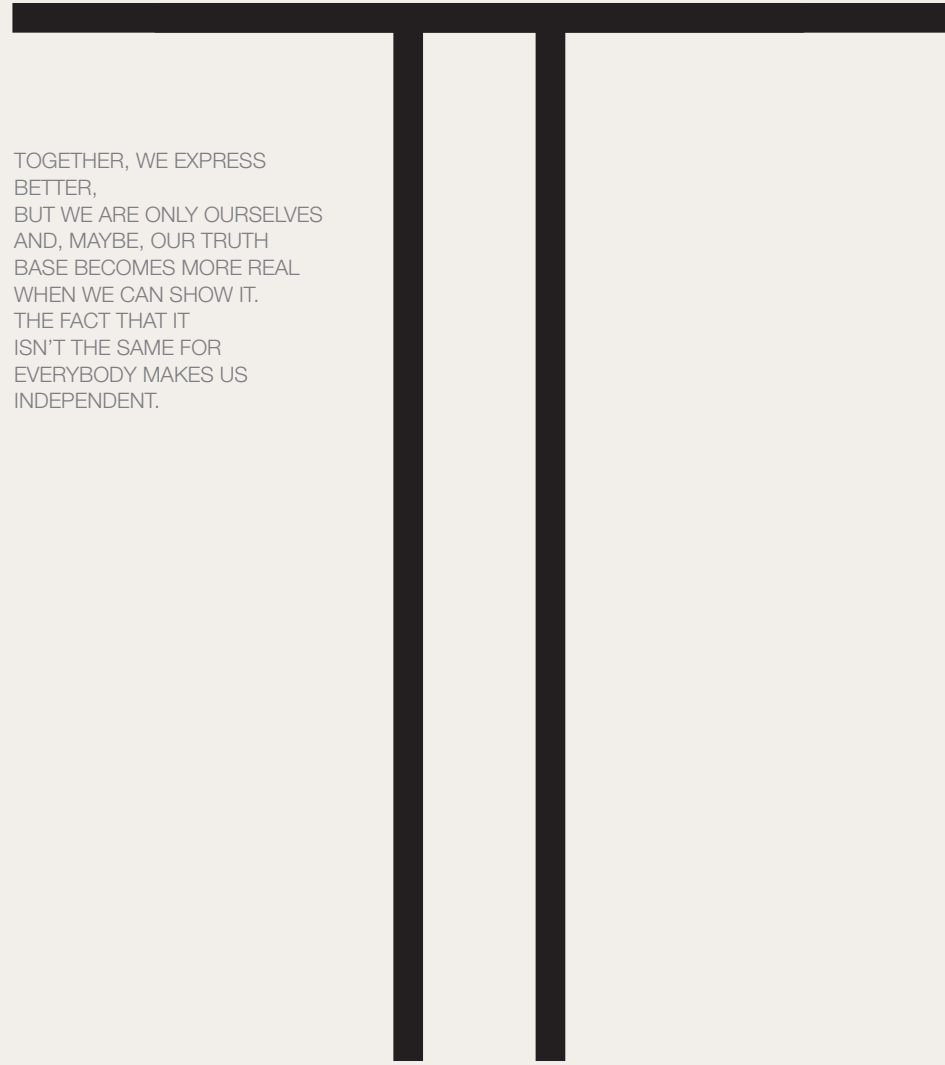 TOGETHER, WE EXPRESS
BETTER,
BUT WE ARE ONLY OURSELVES
AND, MAYBE, OUR TRUTH
BASE BECOMES MORE REAL
WHEN WE CAN SHOW IT.
THE FACT THAT IT
ISN’T THE SAME FOR
EVERYBODY MAKES US
INDEPENDENT.